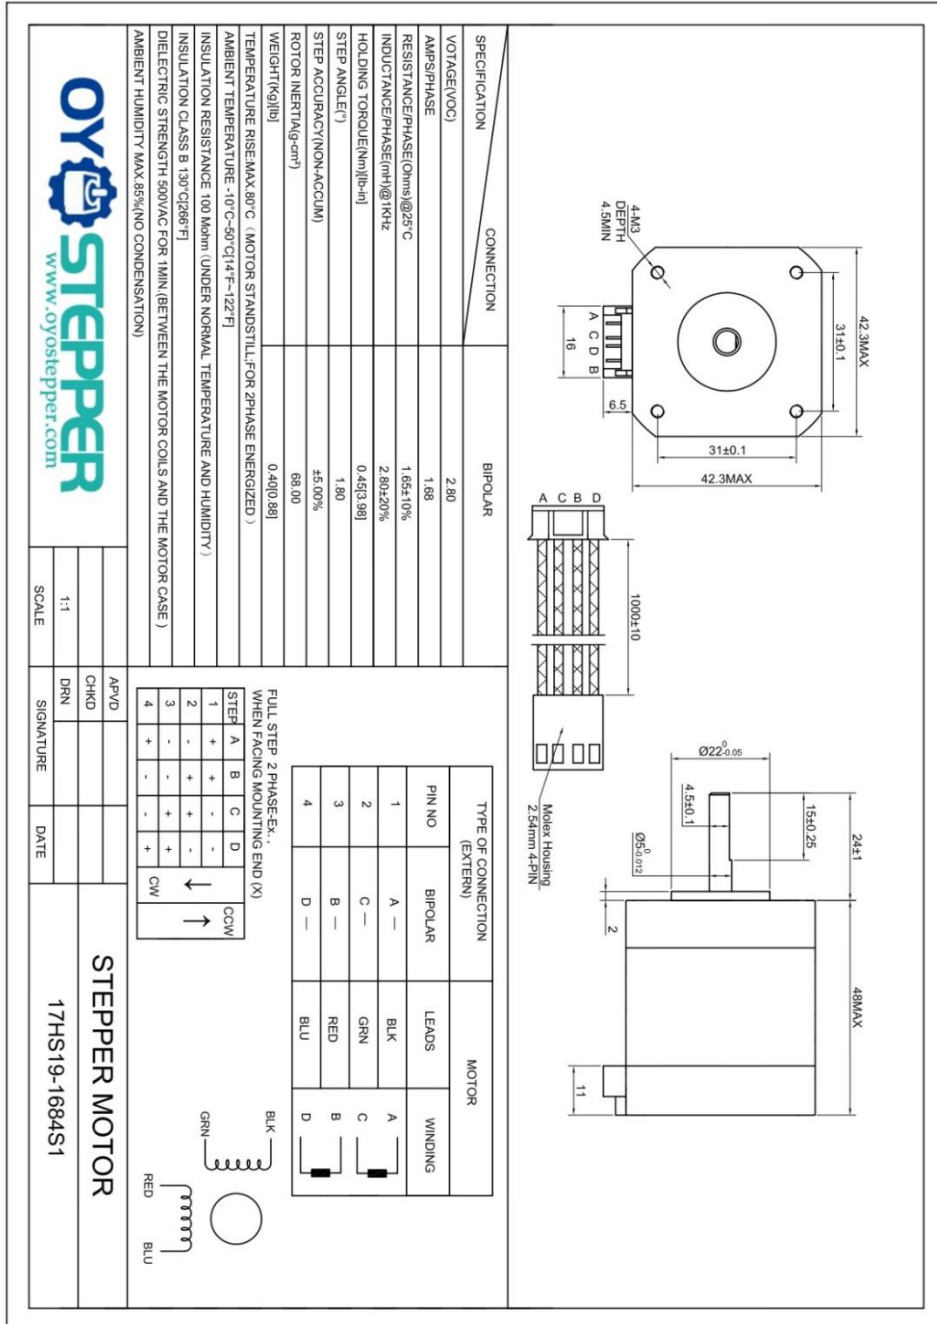 42.3MAX
31±0.1
31±0.1
42.3MAX
4-M3
DEPTH
4.5MIN
A C D B
16
6.5
24±1
15±0.25
4.5±0.1
Ø22 0 -0.05
Ø5 0 -0.012
2
48MAX
11
A C B D
1000±10
Molex Housing
2.54mm 4-PIN
SPECIFICATION CONNECTION BIPOLAR
VOTAGE(VOC) 2.80
AMPS/PHASE 1.68
RESISTANCE/PHASE(Ohms)@25°C 1.65±10%
INDUCTANCE/PHASE(mH)@1KHz 2.80±20%
HOLDING TORQUE(Nm)[lb-in] 0.45[3.98]
STEP ANGLE(°) 1.80
STEP ACCURACY(NON-ACCUM) ±5.00%
ROTOR INERTIA(g-cm²) 68.00
WEIGHT(Kg)[lb] 0.40[0.88]
TEMPERATURE RISE:MAX.80°C （MOTOR STANDSTILL;FOR 2PHASE ENERGIZED）
AMBIENT TEMPERATURE -10°C~50°C[14°F~122°F]
INSULATION RESISTANCE 100 Mohm（UNDER NORMAL TEMPERATURE AND HUMIDITY）
INSULATION CLASS B 130°C[266°F]
DIELECTRIC STRENGTH 500VAC FOR 1MIN.(BETWEEN THE MOTOR COILS AND THE MOTOR CASE）
AMBIENT HUMIDITY MAX.85%(NO CONDENSATION)
TYPE OF CONNECTION
(EXTERN)
MOTOR
PIN NO BIPOLAR LEADS WINDING
1 A — BLK A
2 C — GRN C
3 B — RED B
4 D — BLU D
FULL STEP 2 PHASE-Ex.,
WHEN FACING MOUNTING END (X)
STEP A B C D CCW
1 + + - -
2 - + + -
3 - - + +
4 + - - + CW
BLK
GRN
RED BLU
OYO STEPPER
www.oyostepper.com
APVD
CHKD
1:1 DRN
SCALE SIGNATURE DATE
STEPPER MOTOR
17HS19-1684S1